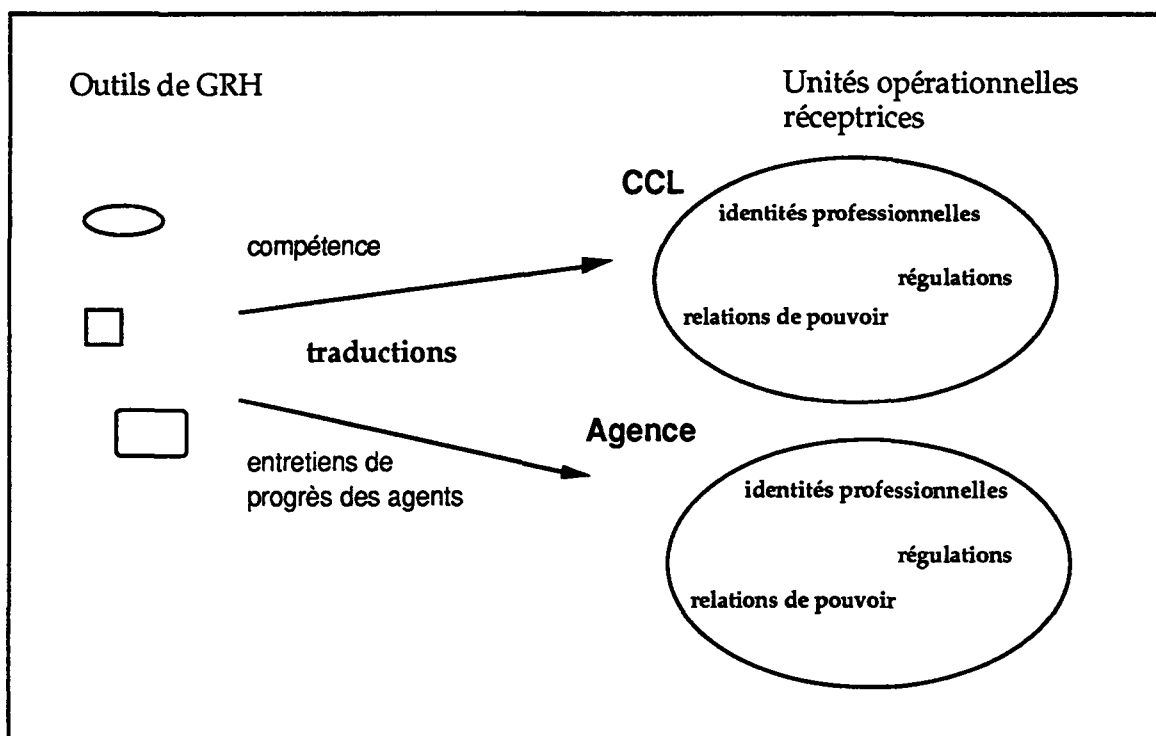 Outils de GRH
Unités opérationnelles
réceptrices
CCL
identités professionnelles
compétence
régulations
relations de pouvoir
traductions
Agence
entretiens de
progrès des agents
identités professionnelles
régulations
relations de pouvoir